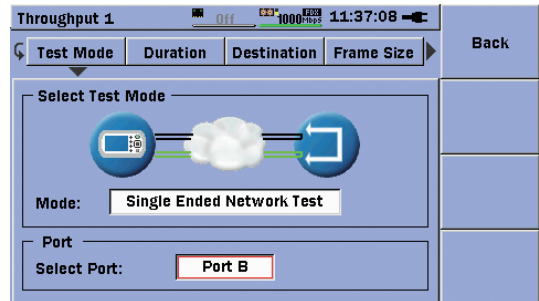 Throughput 1 Off 1000 Mbps FDX 11:37:08
Test Mode Duration Destination Frame Size Back
Select Test Mode
Mode: Single Ended Network Test
Port
Select Port: Port B